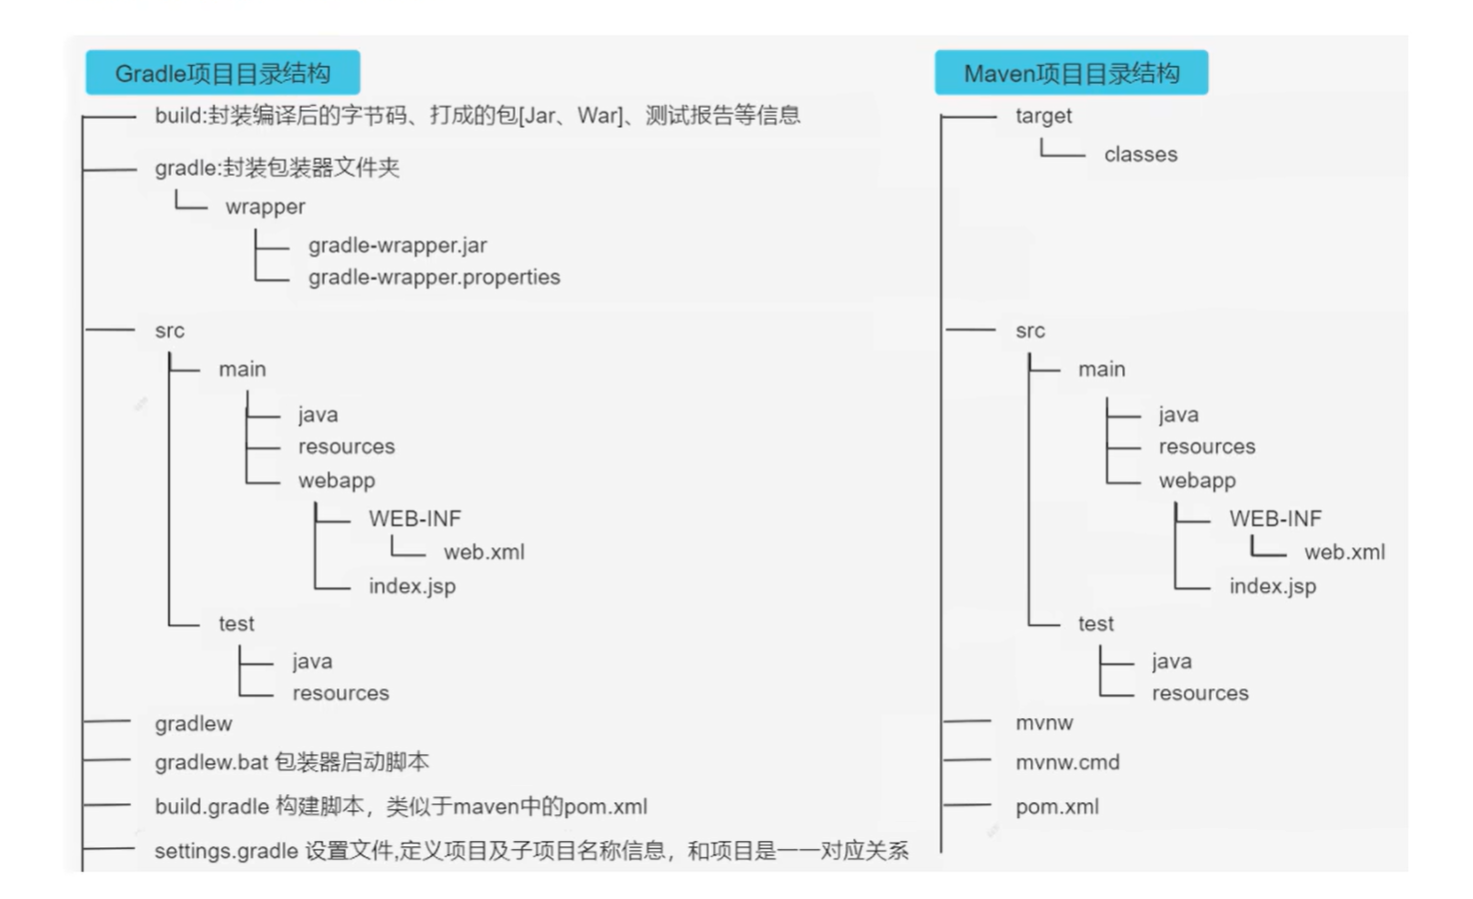 Gradle项目目录结构
build:封装编译后的字节码、打成的包[Jar、War]、测试报告等信息
gradle:封装包装器文件夹
wrapper
gradle-wrapper.jar
gradle-wrapper.properties
src
main
java
resources
webapp
WEB-INF
web.xml
index.jsp
test
java
resources
gradlew
gradlew.bat 包装器启动脚本
build.gradle 构建脚本，类似于maven中的pom.xml
settings.gradle 设置文件,定义项目及子项目名称信息，和项目是一一对应关系
Maven项目目录结构
target
classes
src
main
java
resources
webapp
WEB-INF
web.xml
index.jsp
test
java
resources
mvnw
mvnw.cmd
pom.xml